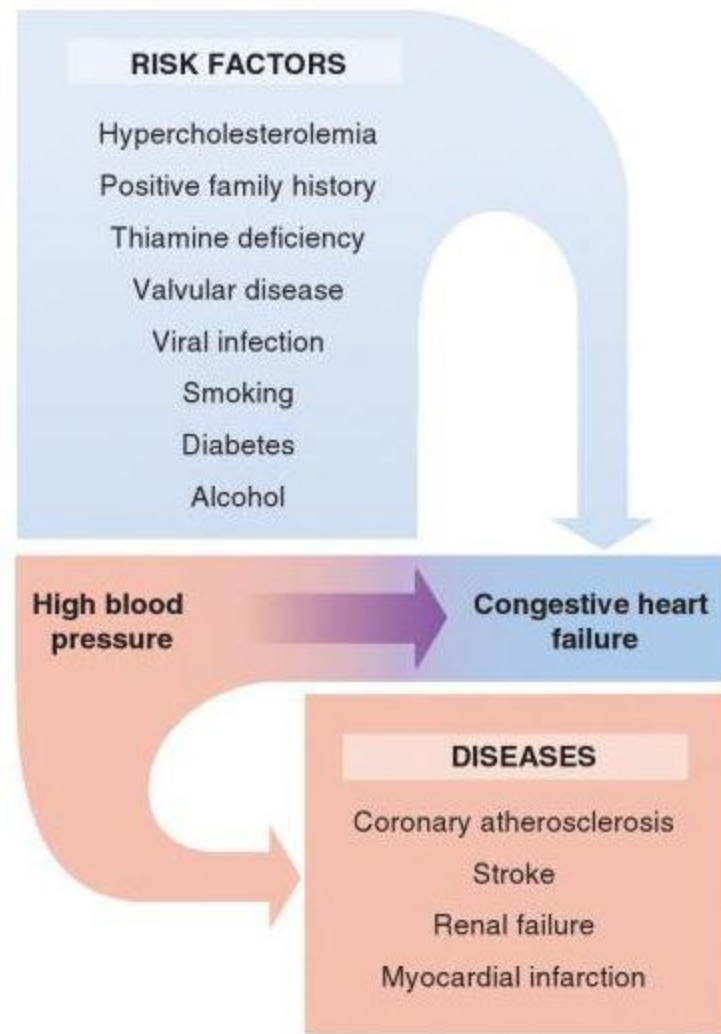 RISK FACTORS
Hypercholesterolemia
Positive family history
Thiamine deficiency
Valvular disease
Viral infection
Smoking
Diabetes
Alcohol
High blood
pressure
Congestive heart
failure
DISEASES
Coronary atherosclerosis
Stroke
Renal failure
Myocardial infarction